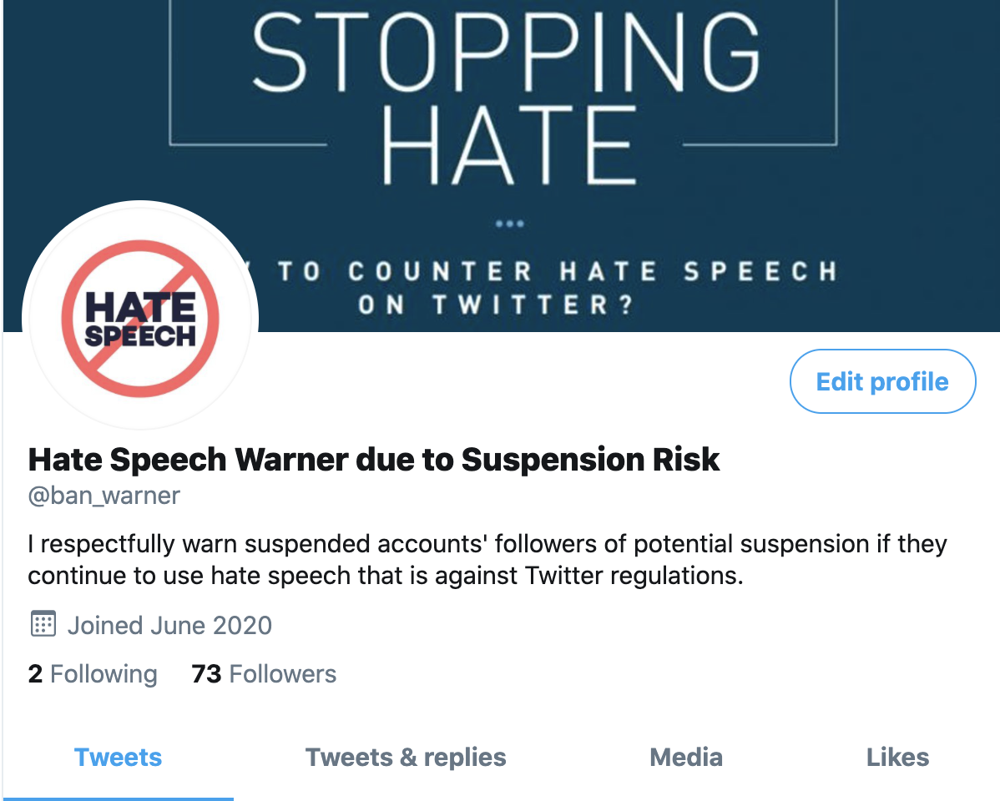 STOPPING
HATE
TO COUNTER HATE SPEECH
ON TWITTER?
HATE
SPEECH
Edit profile
Hate Speech Warner due to Suspension Risk
@ban_warner
I respectfully warn suspended accounts' followers of potential suspension if they
continue to use hate speech that is against Twitter regulations.
Joined June 2020
2 Following 73 Followers
Tweets Tweets & replies Media Likes